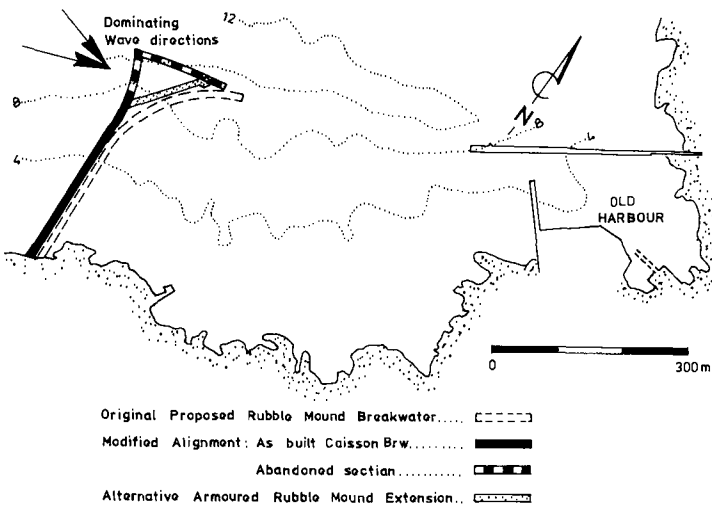 Dominating
Wave directions
12
8
4
N
8
4
OLD
HARBOUR
0 300m
Original Proposed Rubble Mound Breakwater.....
Modified Alignment: As built Caisson Brw.........
Abandoned section...........
Alternative Armoured Rubble Mound Extension..